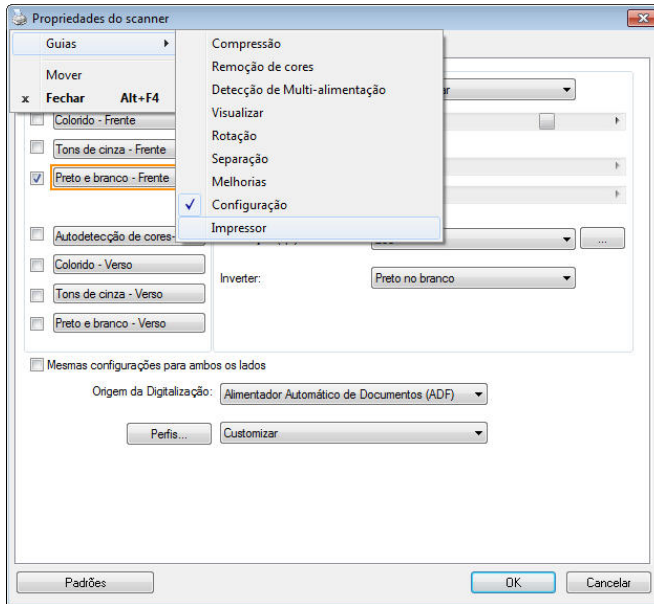 Propriedades do scanner
Guias
Mover
x Fechar Alt+F4
Compressão
Remoção de cores
Detecção de Multi-alimentação
Visualizar
Rotação
Separação
Melhorias
Configuração
Impressor
Colorido - Frente
Tons de cinza - Frente
Preto e branco - Frente
Autodetecção de cores-
Colorido - Verso
Tons de cinza - Verso
Preto e branco - Verso
...
Inverter: Preto no branco
Mesmas configurações para ambos os lados
Origem da Digitalização: Alimentador Automático de Documentos (ADF)
Perfis... Customizar
Padrões OK Cancelar